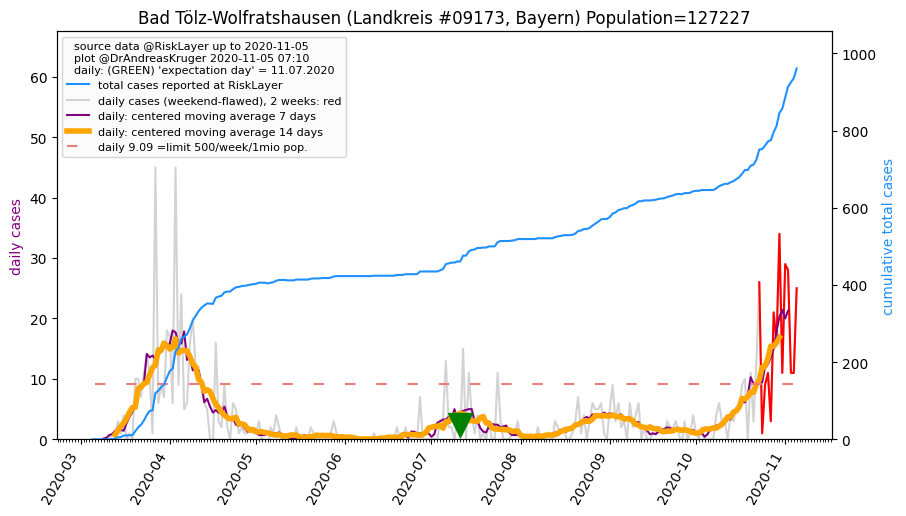 Bad Tölz-Wolfratshausen (Landkreis #09173, Bayern) Population=127227
source data @RiskLayer up to 2020-11-05
plot @DrAndreasKruger 2020-11-05 07:10
daily: (GREEN) 'expectation day' = 11.07.2020
total cases reported at RiskLayer
daily cases (weekend-flawed), 2 weeks: red
daily: centered moving average 7 days
daily: centered moving average 14 days
daily 9.09 =limit 500/week/1mio pop.
daily cases
60
50
40
30
20
10
0
cumulative total cases
1000
800
600
400
200
0
2020-03
2020-04
2020-05
2020-06
2020-07
2020-08
2020-09
2020-10
2020-11